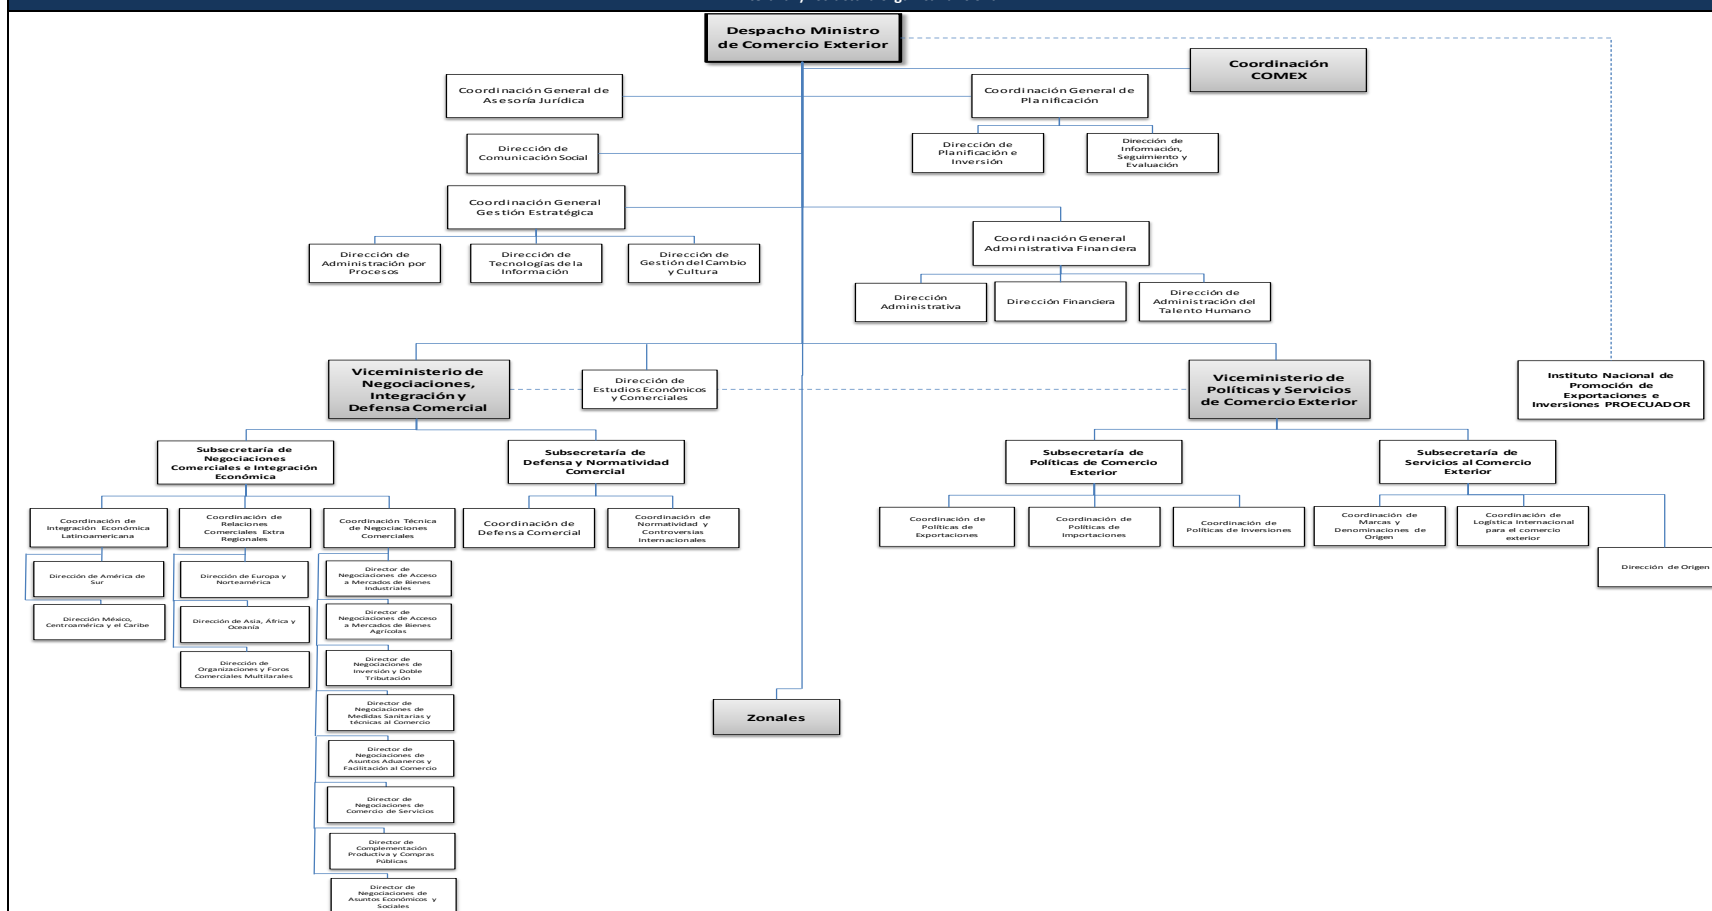 Despacho Ministro
de Comercio Exterior
Coordinación
COMEX
Coordinación General de
Asesoría Jurídica
Coordinación General de
Planificación
Dirección de
Comunicación Social
Dirección de
Planificación e
Inversión
Dirección de
Información,
Seguimiento y
Evaluación
Coordinación General
Gestión Estratégica
Coordinación General
Administrativa Financiera
Dirección de
Administración por
Procesos
Dirección de
Tecnologías de la
Información
Dirección de
Gestión del Cambio
y Cultura
Dirección
Administrativa
Dirección Financiera
Dirección de
Administración del
Talento Humano
Viceministerio de
Negociaciones,
Integración y
Defensa Comercial
Dirección de
Estudios Económicos
y Comerciales
Viceministerio de
Políticas y Servicios
de Comercio Exterior
Instituto Nacional de
Promoción de
Exportaciones e
Inversiones PROECUADOR
Subsecretaría de
Negociaciones
Comerciales e Integración
Económica
Subsecretaría de
Defensa y Normatividad
Comercial
Subsecretaría de
Políticas de Comercio
Exterior
Subsecretaría de
Servicios al Comercio
Exterior
Coordinación de
Integración Económica
Latinoamericana
Coordinación de
Relaciones
Comerciales Extra
Regionales
Coordinación Técnica
de Negociaciones
Comerciales
Coordinación de
Defensa Comercial
Coordinación de
Normatividad y
Controversias
Internacionales
Coordinación de
Políticas de
Exportaciones
Coordinación de
Políticas de
Importaciones
Coordinación de
Políticas de Inversiones
Coordinación de
Marcas y
Denominaciones de
Origen
Coordinación de
Logística Internacional
para el comercio
exterior
Dirección de Origen
Dirección de América de
Sur
Dirección México,
Centroamérica y el Caribe
Dirección de Europa y
Norteamérica
Dirección de Asia, África y
Oceanía
Dirección de
Organizaciones y Foros
Comerciales Multilarales
Director de
Negociaciones de Acceso
a Mercados de Bienes
Industriales
Director de
Negociaciones de Acceso
a Mercados de Bienes
Agrícolas
Director de
Negociaciones de
Inversión y Doble
Tributación
Director de
Negociaciones de
Medidas Sanitarias y
técnicas al Comercio
Director de
Negociaciones de
Asuntos Aduaneros y
Facilitación al Comercio
Director de
Negociaciones de
Comercio de Servicios
Director de
Complementación
Productiva y Compras
Públicas
Director de
Negociaciones de
Asuntos Económicos y
Sociales
Zonales